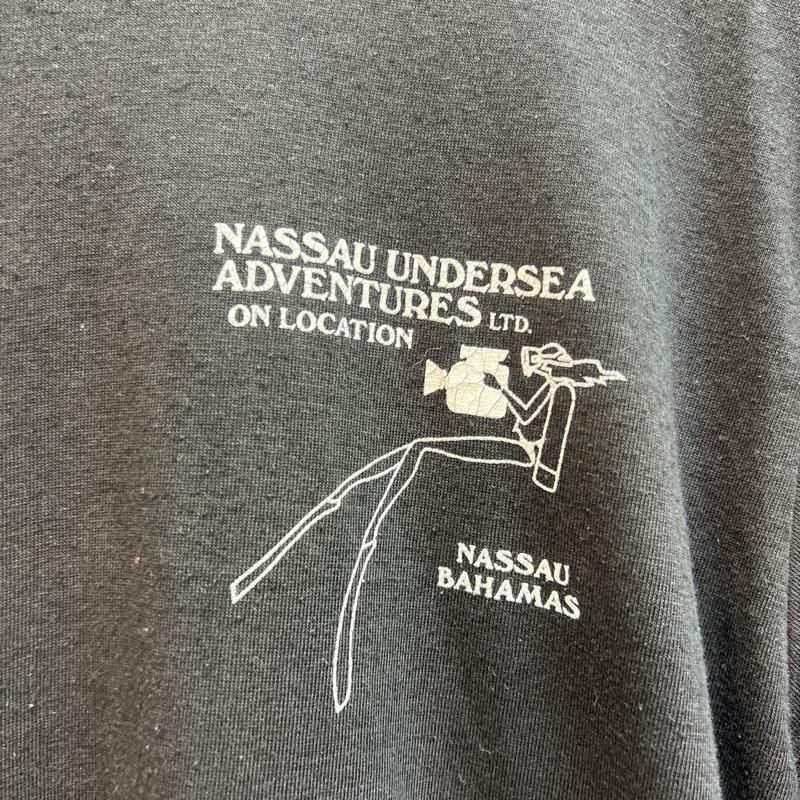 NASSAU UNDERSEA
ADVENTURES LTD.
ON LOCATION
NASSAU
BAHAMAS